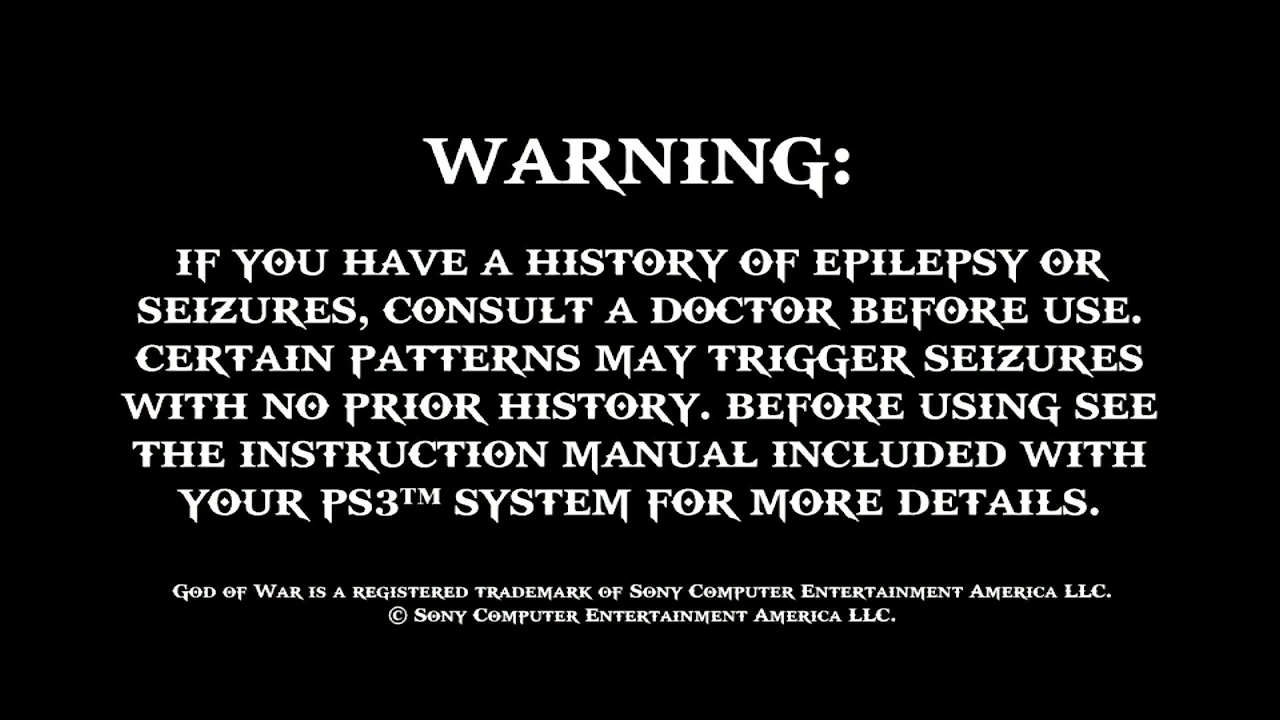 WARNING:
IF YOU HAVE A HISTORY OF EPILEPSY OR
SEIZURES, CONSULT A DOCTOR BEFORE USE.
CERTAIN PATTERNS MAY TRIGGER SEIZURES
WITH NO PRIOR HISTORY. BEFORE USING SEE
THE INSTRUCTION MANUAL INCLUDED WITH
YOUR PS3™ SYSTEM FOR MORE DETAILS.
God of War is a registered trademark of Sony Computer Entertainment America LLC.
© Sony Computer Entertainment America LLC.